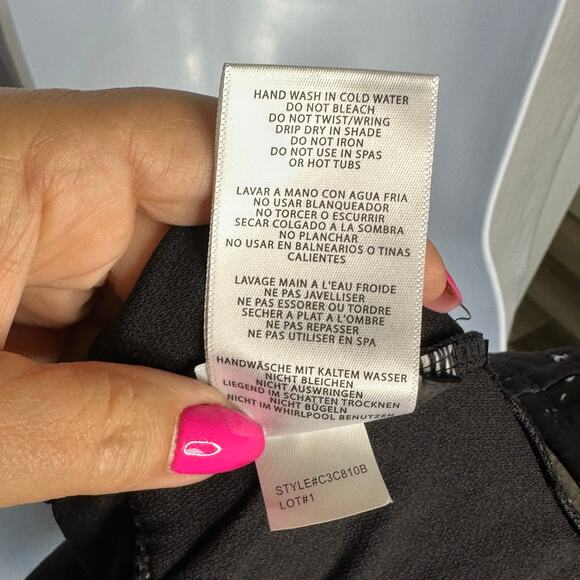 HAND WASH IN COLD WATER
DO NOT BLEACH
DO NOT TWIST/WRING
DRIP DRY IN SHADE
DO NOT IRON
DO NOT USE IN SPAS
OR HOT TUBS
LAVAR A MANO CON AGUA FRIA
NO USAR BLANQUEADOR
NO TORCER O ESCURRIR
SECAR COLGADO A LA SOMBRA
NO PLANCHAR
NO USAR EN BALNEARIOS O TINAS
CALIENTES
LAVAGE MAIN A L'EAU FROIDE
NE PAS JAVELLISER
NE PAS ESSORER OU TORDRE
SECHER A PLAT A L'OMBRE
NE PAS REPASSER
NE PAS UTILISER EN SPA
HANDWÄSCHE MIT KALTEM WASSER
NICHT BLEICHEN
NICHT AUSWRINGEN
LIEGEND IM SCHATTEN TROCKNEN
NICHT BÜGELN
NICHT IM WHIRLPOOL BENUTZEN
STYLE#C3C810B
LOT#1